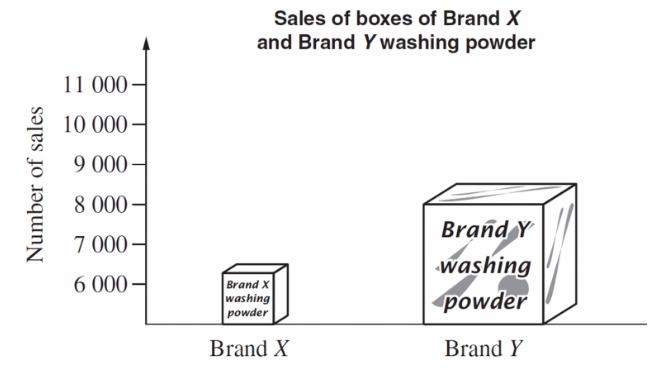 Sales of boxes of Brand X
and Brand Y washing powder
Number of sales
11 000
10 000
9 000
8 000
7 000
6 000
Brand X
washing
powder
Brand Y
washing
powder
Brand X
Brand Y